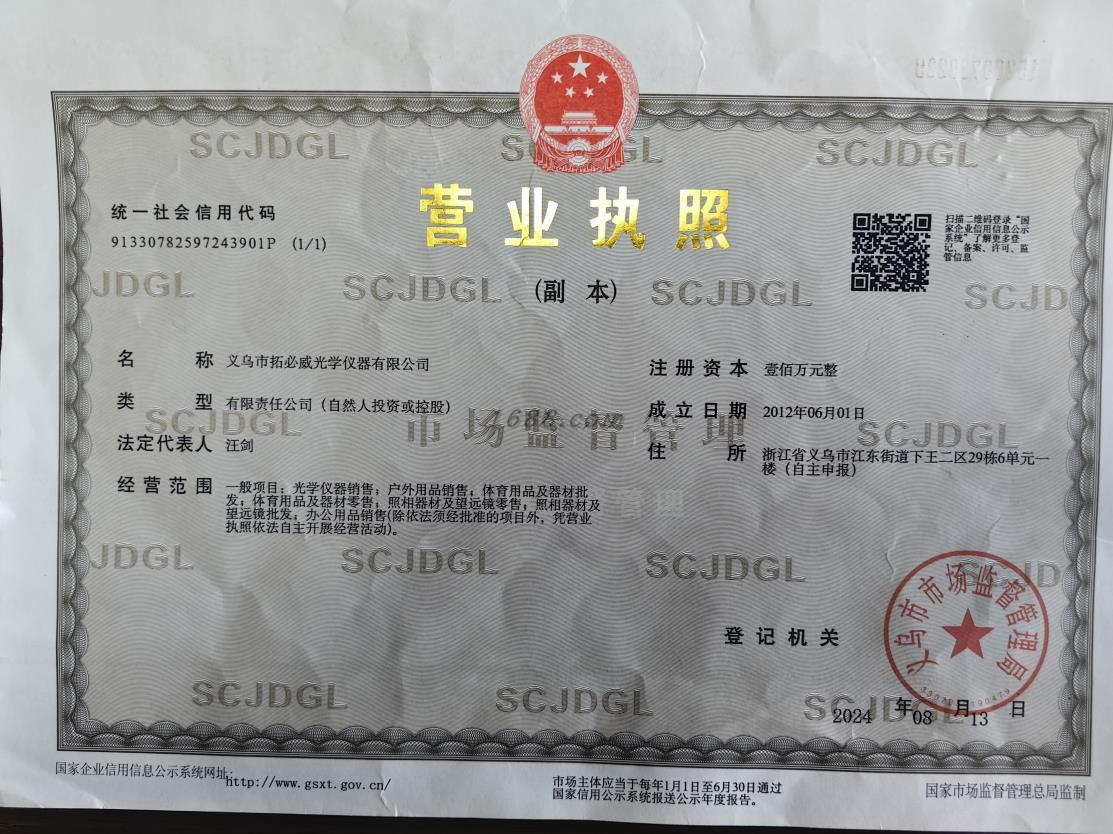 SCJDGL SCJDGL
统一社会信用代码
91330782597243901P (1/1)
营业执照
(副 本)
扫描二维码登录“国
家企业信用信息公示
系统”了解更多登
记、备案、许可、监
管信息
JDGL SCJDGL SCJDGL SCJD
名 称 义乌市拓必威光学仪器有限公司
类 型 有限责任公司（自然人投资或控股）
法定代表人 汪剑
经营范围 一般项目：光学仪器销售；户外用品销售；体育用品及器材批
发；体育用品及器材零售；照相器材及望远镜零售；照相器材及
望远镜批发；办公用品销售(除依法须经批准的项目外，凭营业
执照依法自主开展经营活动)。
注册资本 壹佰万元整
成立日期 2012年06月01日
住 所 浙江省义乌市江东街道下王二区29栋6单元一
楼（自主申报）
SCJDGL SCJDGL
1688.com
市场监督管理
JDGL SCJDGL SCJDGL SCJD
登记机关
义乌市市场监督管理局
SCJDGL SCJDGL SCJDGL
2024 年 08 月 13 日
国家企业信用信息公示系统网址：http://www.gsxt.gov.cn/
市场主体应当于每年1月1日至6月30日通过
国家信用公示系统报送公示年度报告。
国家市场监督管理总局监制